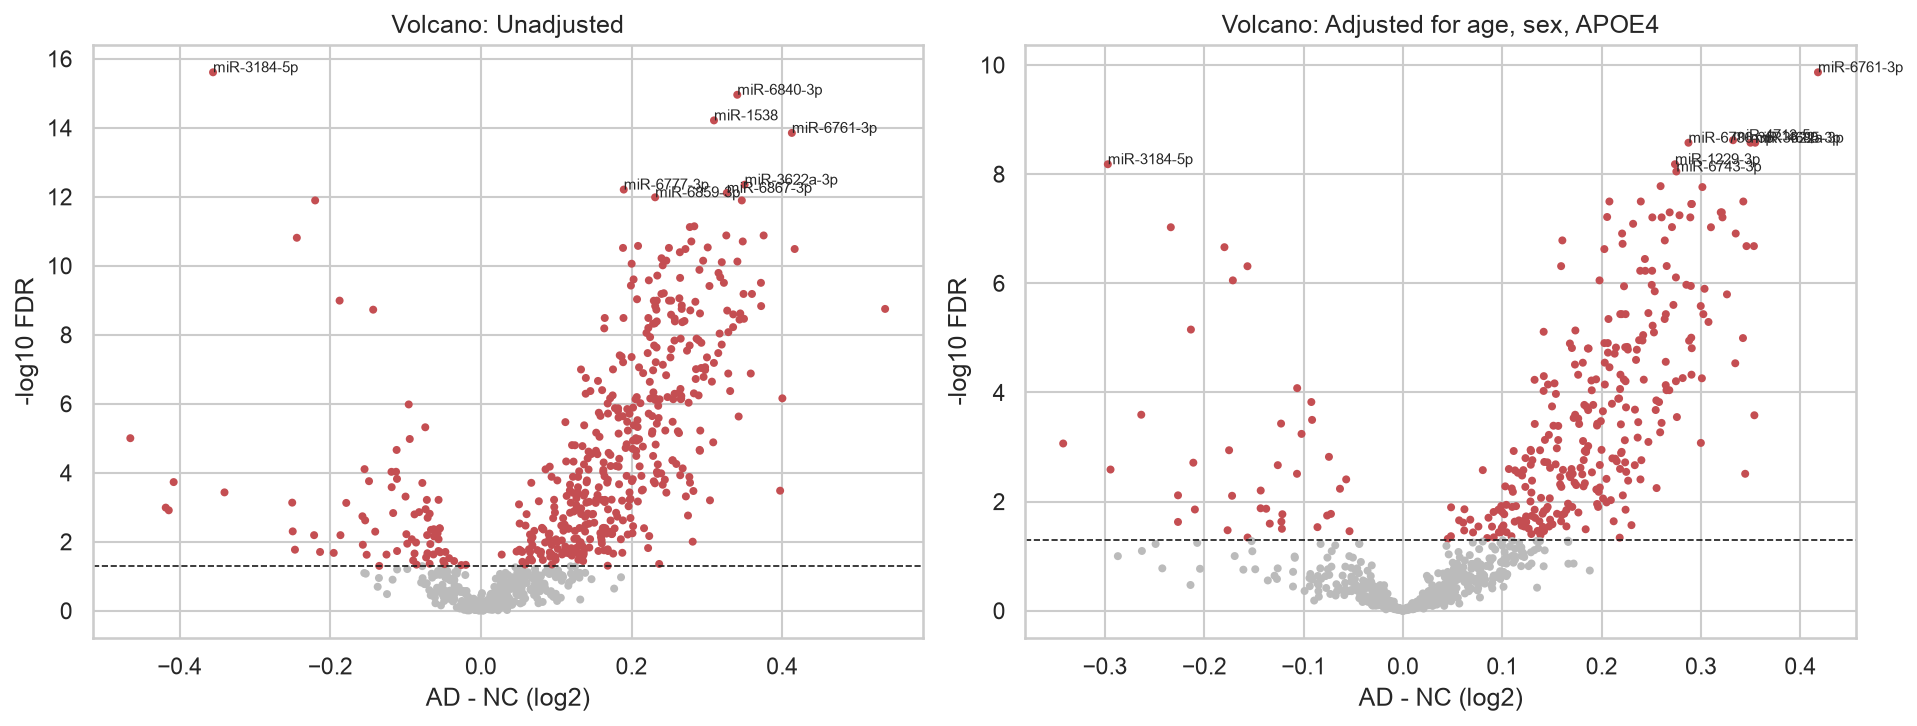 Volcano: Unadjusted
16
14
12
10
8
6
4
2
0
-log10 FDR
miR-3184-5p
miR-6840-3p
miR-1538
miR-6761-3p
miR-3622a-3p
miR-6777-3p
miR-6867-3p
miR-6859-3p
−0.4
−0.2
0.0
0.2
0.4
AD - NC (log2)
Volcano: Adjusted for age, sex, APOE4
10
8
6
4
2
0
-log10 FDR
miR-6761-3p
miR-3184-5p
miR-1229-3p
miR-6743-3p
−0.3
−0.2
−0.1
0.0
0.1
0.2
0.3
0.4
AD - NC (log2)